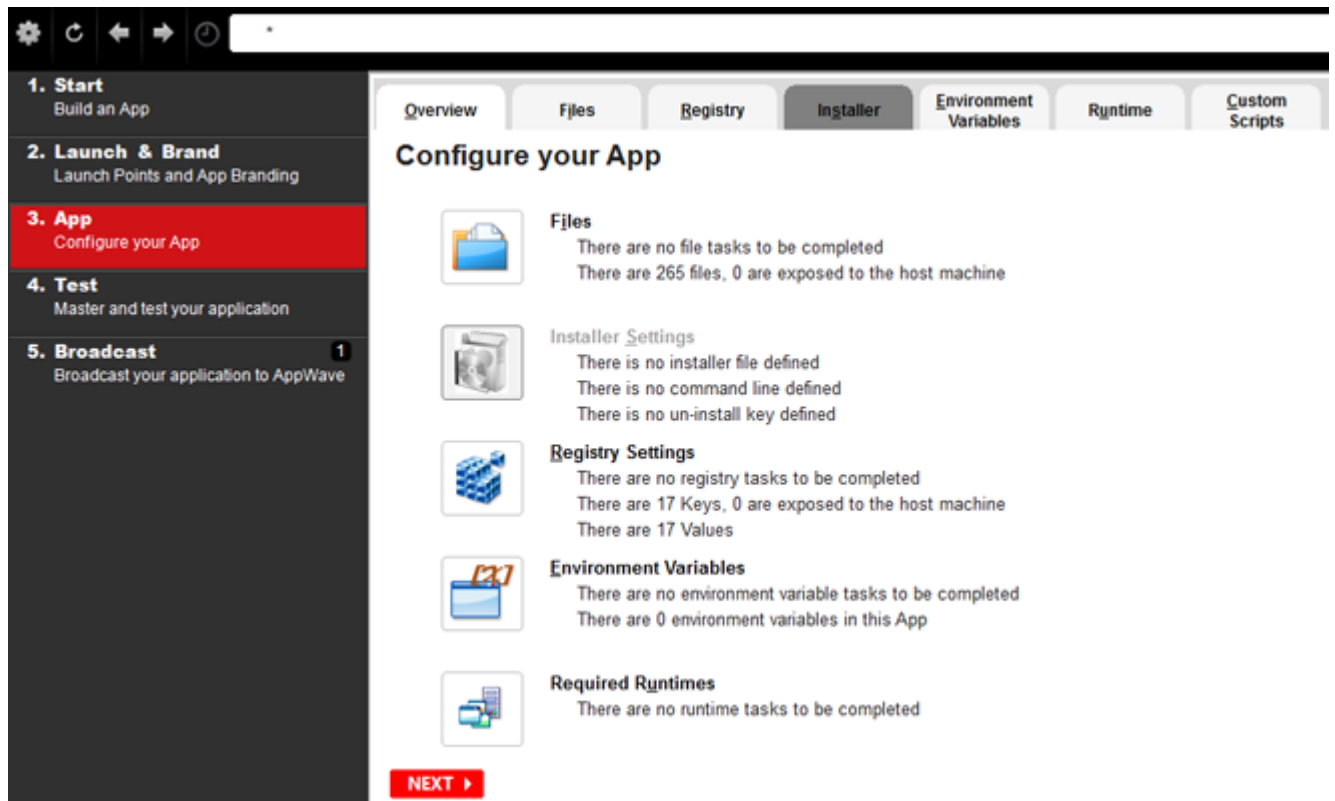 *
1. Start
Build an App
2. Launch & Brand
Launch Points and App Branding
3. App
Configure your App
4. Test
Master and test your application
5. Broadcast 1
Broadcast your application to AppWave
Overview Files Registry Installer Environment Variables Runtime Custom Scripts
Configure your App
Files
There are no file tasks to be completed
There are 265 files, 0 are exposed to the host machine
Installer Settings
There is no installer file defined
There is no command line defined
There is no un-install key defined
Registry Settings
There are no registry tasks to be completed
There are 17 Keys, 0 are exposed to the host machine
There are 17 Values
[X]
Environment Variables
There are no environment variable tasks to be completed
There are 0 environment variables in this App
Required Runtimes
There are no runtime tasks to be completed
NEXT